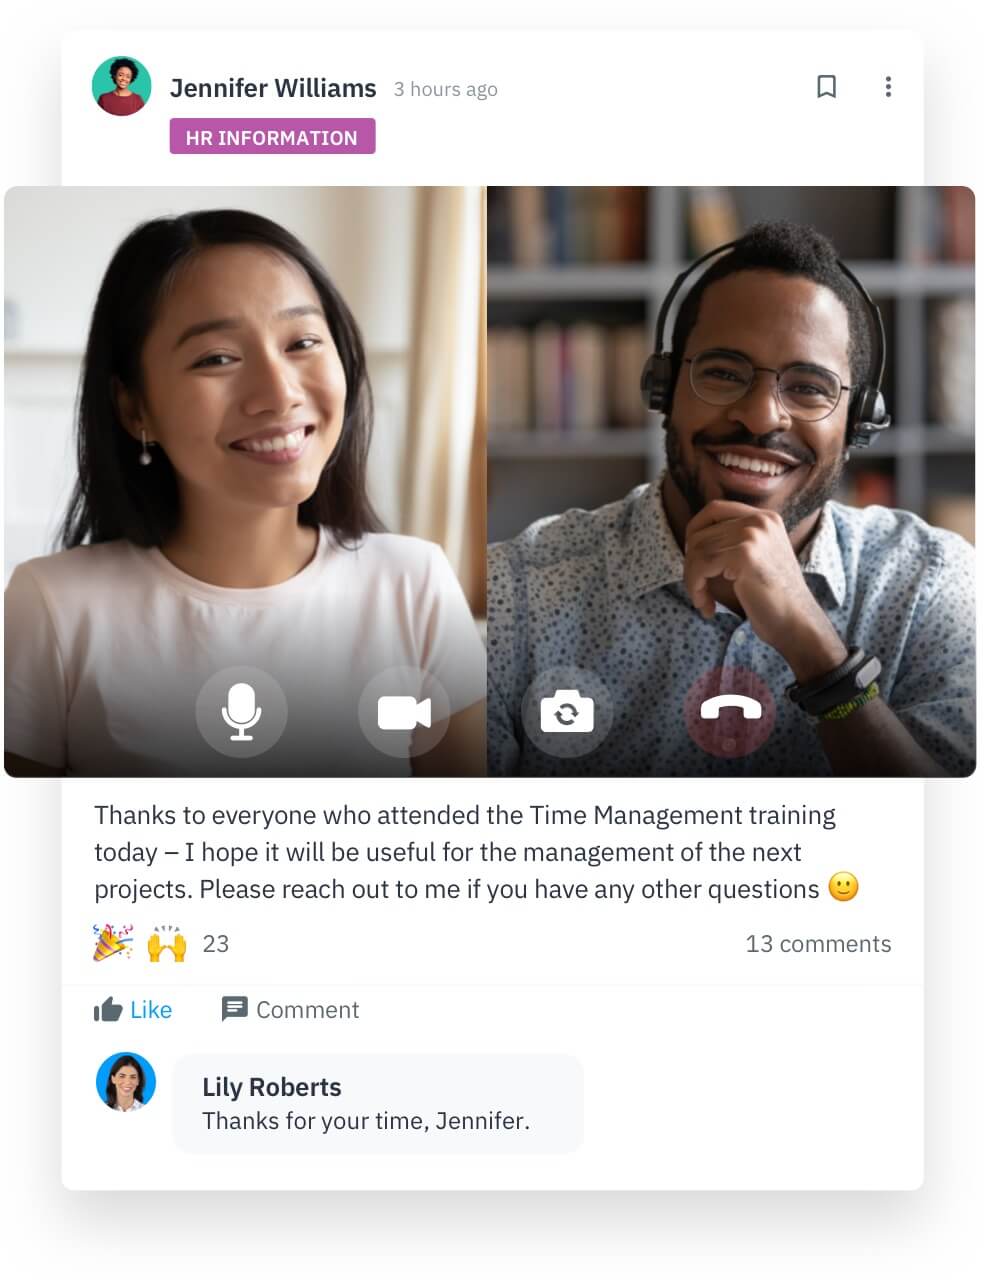 Jennifer Williams 3 hours ago
HR INFORMATION
Thanks to everyone who attended the Time Management training
today – I hope it will be useful for the management of the next
projects. Please reach out to me if you have any other questions 🙂
23 13 comments
Like Comment
Lily Roberts
Thanks for your time, Jennifer.